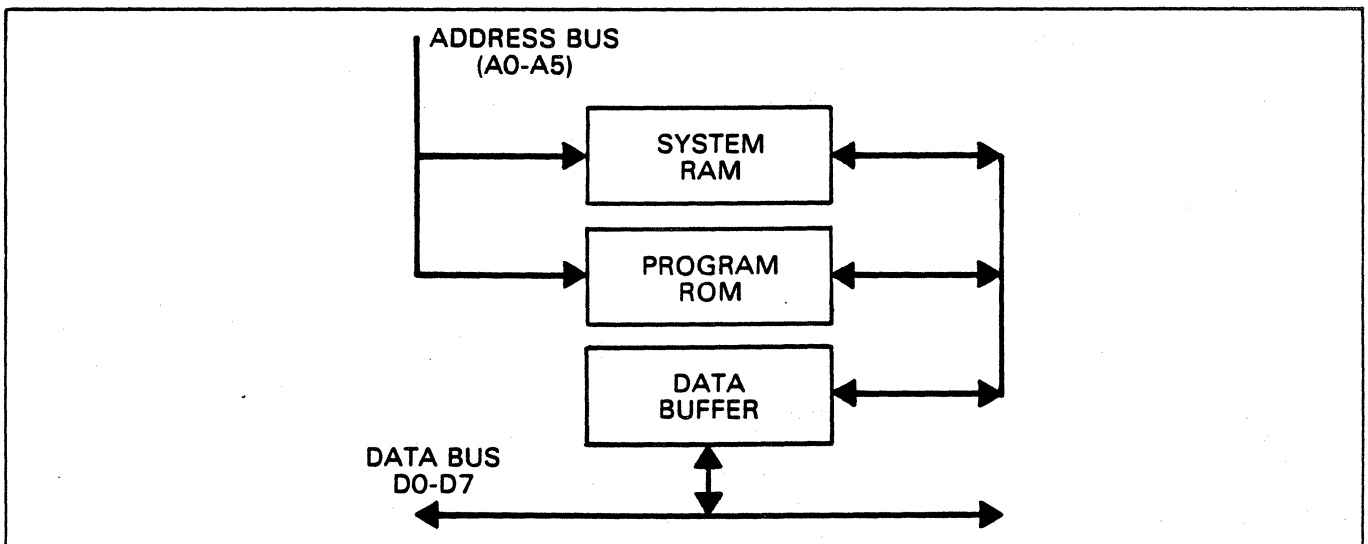 ADDRESS BUS
(A0-A5)
SYSTEM
RAM
PROGRAM
ROM
DATA
BUFFER
DATA BUS
D0-D7